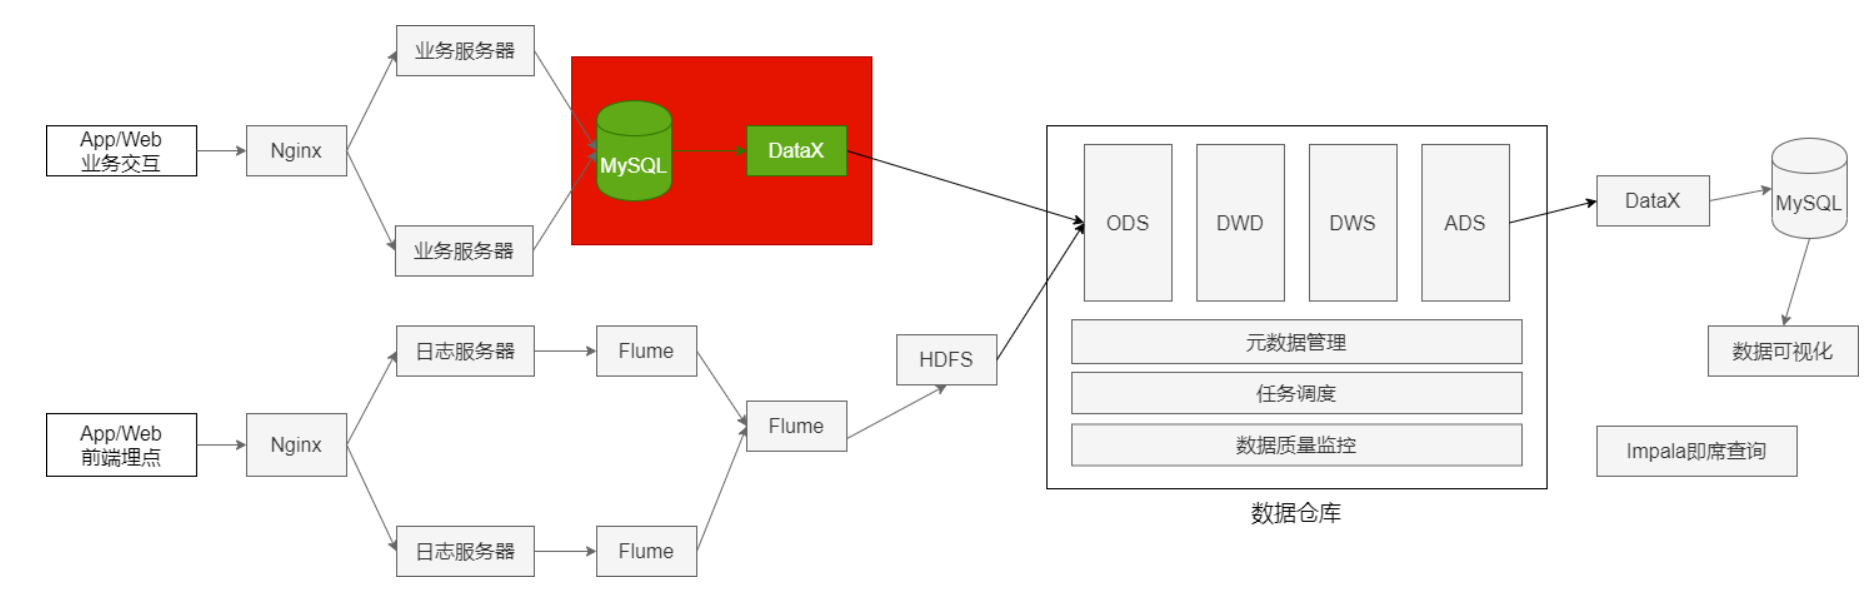 App/Web
业务交互
Nginx
业务服务器
业务服务器
MySQL
DataX
App/Web
前端埋点
Nginx
日志服务器
日志服务器
Flume
Flume
Flume
HDFS
ODS
DWD
DWS
ADS
元数据管理
任务调度
数据质量监控
数据仓库
DataX
MySQL
数据可视化
Impala即席查询